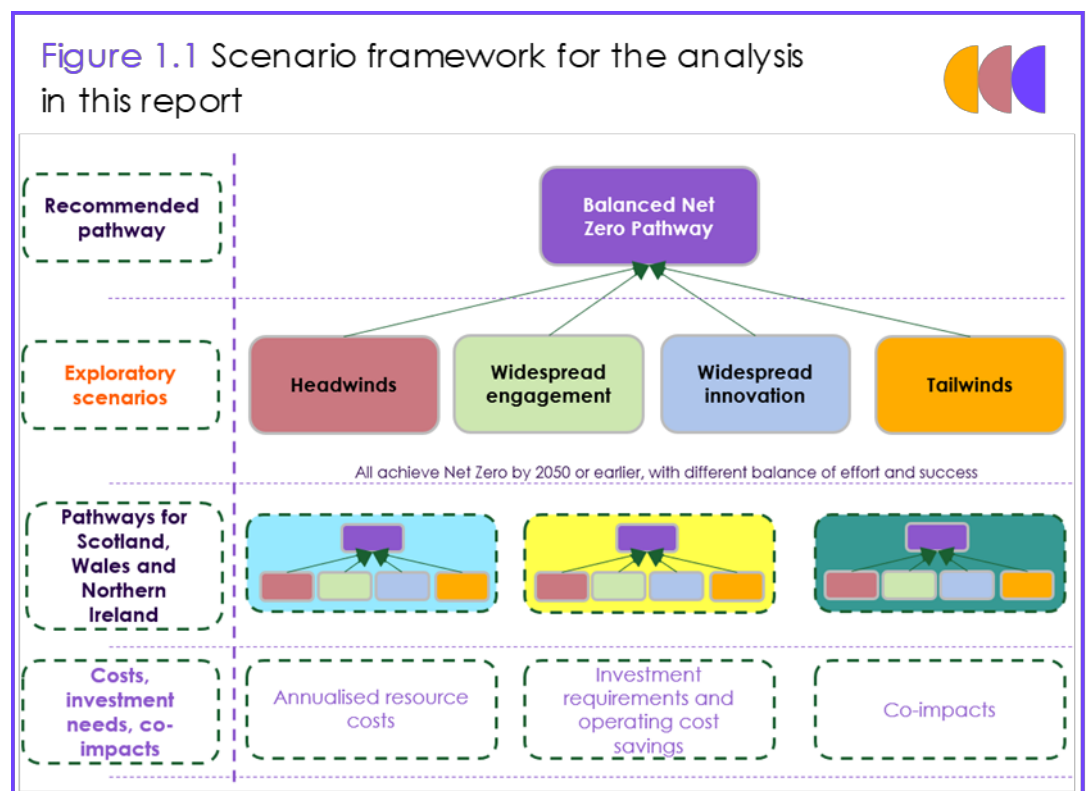 Figure 1.1 Scenario framework for the analysis
in this report
Recommended
pathway
Balanced Net
Zero Pathway
Exploratory
scenarios
Headwinds
Widespread
engagement
Widespread
innovation
Tailwinds
All achieve Net Zero by 2050 or earlier, with different balance of effort and success
Pathways for
Scotland,
Wales and
Northern
Ireland
Costs,
investment
needs, co-
impacts
Annualised resource
costs
Investment
requirements and
operating cost
savings
Co-impacts